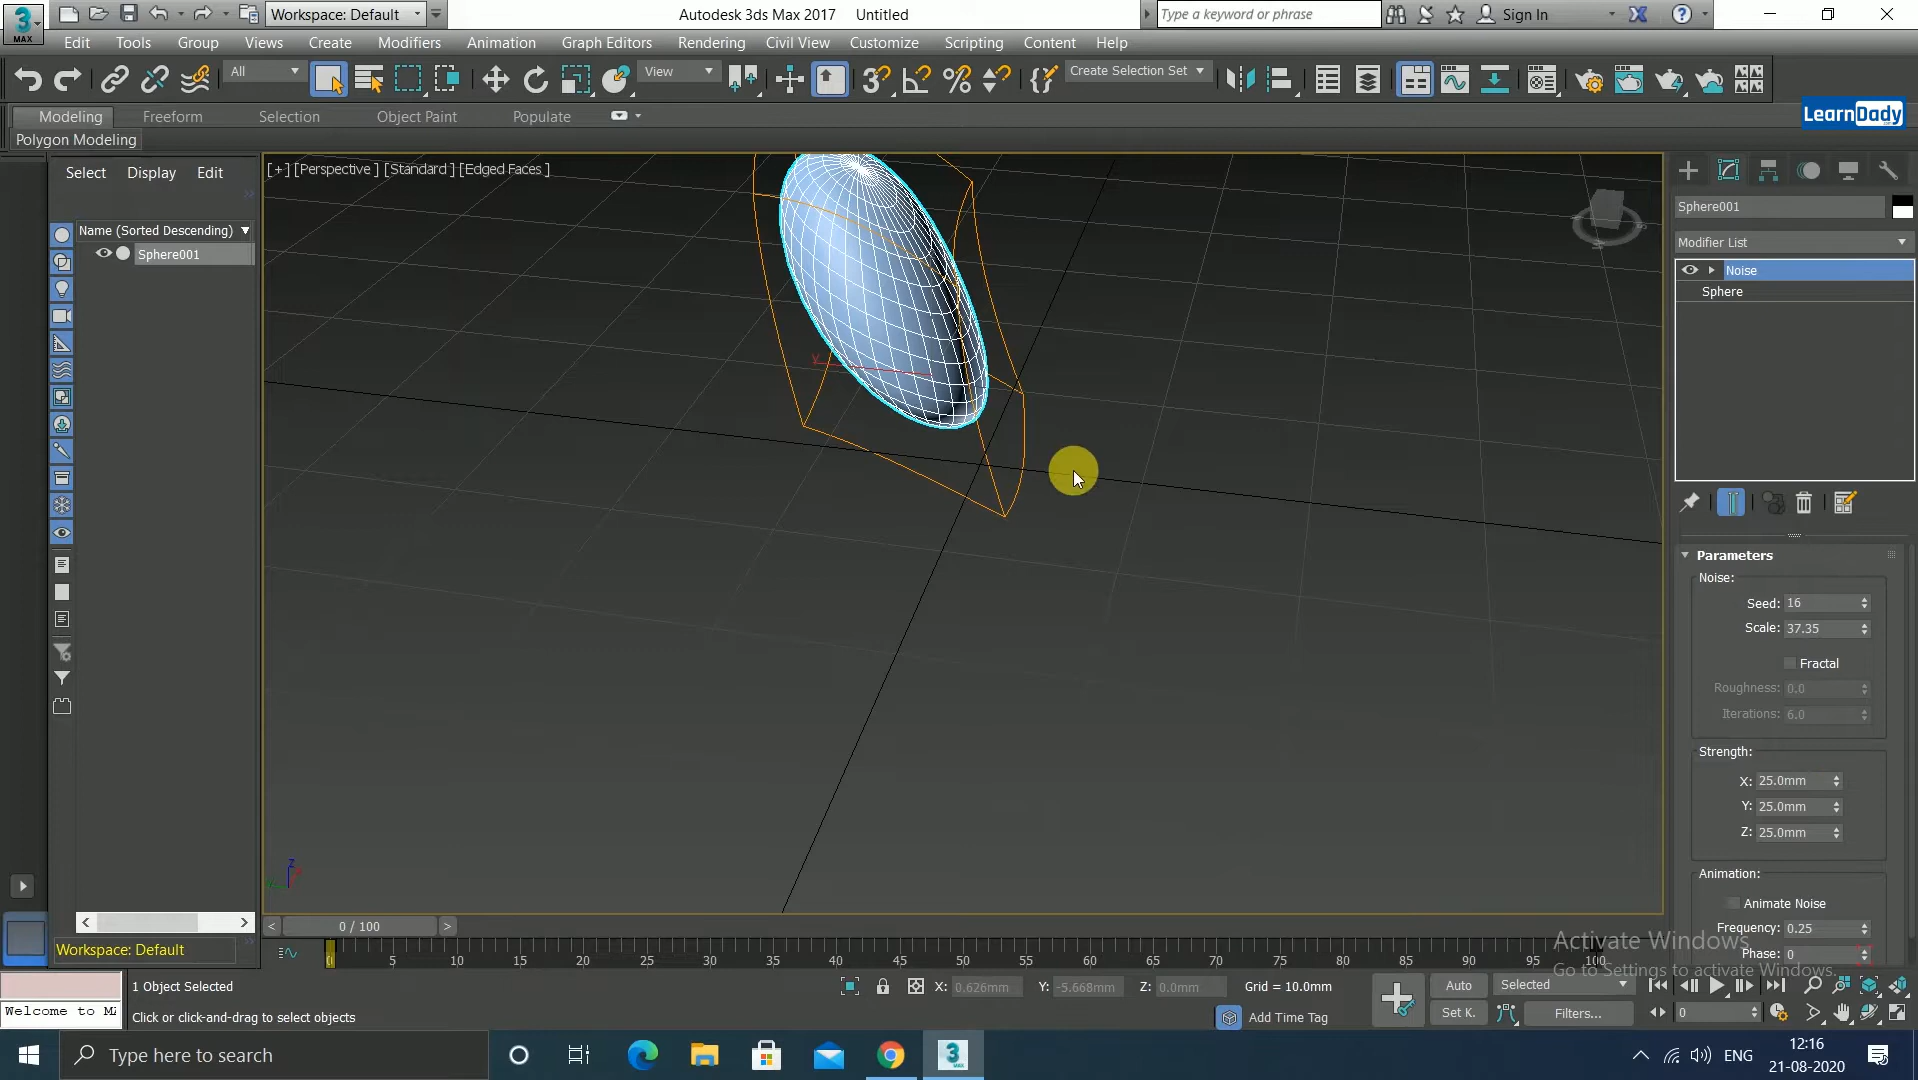 Workspace: Default
Autodesk 3ds Max 2017 Untitled
Type a keyword or phrase
Sign In
MAX
Edit Tools Group Views Create Modifiers Animation Graph Editors Rendering Civil View Customize Scripting Content Help
All
View
Create Selection Set
Modeling Freeform Selection Object Paint Populate
LearnDady
Polygon Modeling
Select Display Edit
[+] [Perspective ] [Standard ] [Edged Faces ]
Name (Sorted Descending)
Sphere001
Sphere001
Modifier List
Noise
Sphere
y
Parameters
Noise:
Seed: 16
Scale: 37.35
Fractal
Roughness: 0.0
Iterations: 6.0
Strength:
X: 25.0mm
Y: 25.0mm
Z: 25.0mm
Animation:
Animate Noise
Frequency: 0.25
Phase: 0
z
0 / 100
Workspace: Default
0 5 10 15 20 25 30 35 40 45 50 55 60 65 70 75 80 85 90 95 100
Activate Windows
Go to Settings to activate Windows.
1 Object Selected
X: 0.626mm Y: -5.668mm Z: 0.0mm Grid = 10.0mm
Auto Selected
Welcome to
Click or click-and-drag to select objects
Add Time Tag
Set K. Filters...
0
Type here to search
3
MAX
ENG
12:16
21-08-2020